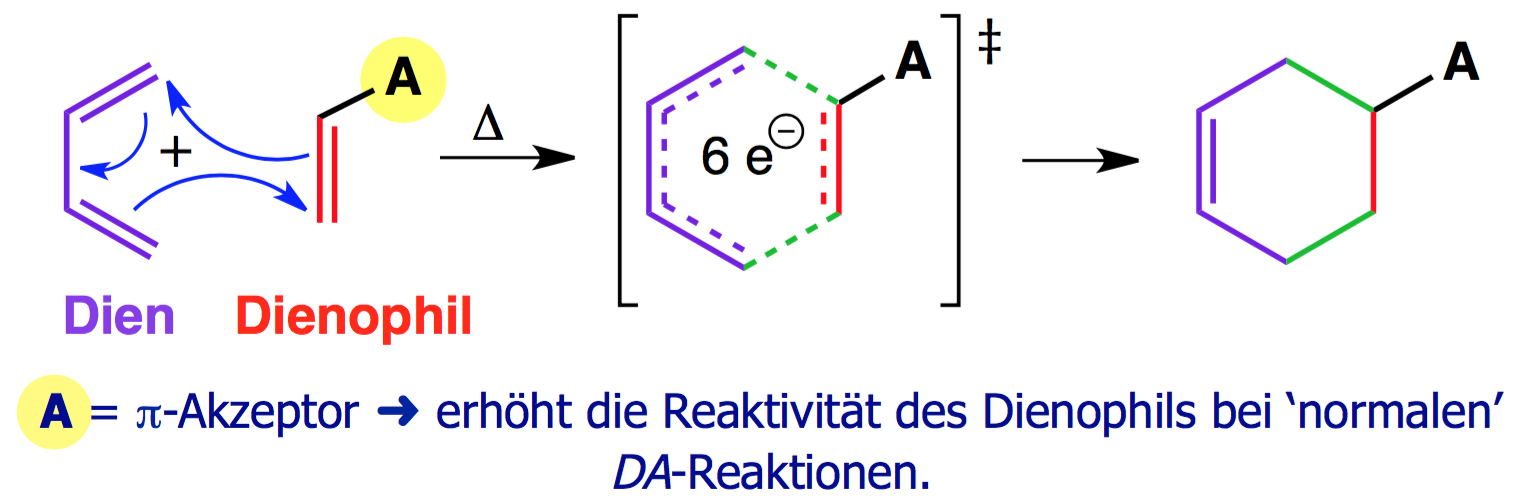 A
Δ
+
6 e⊖
A
‡
A
Dien
Dienophil
A = π-Akzeptor ➜ erhöht die Reaktivität des Dienophils bei ‘normalen’
DA-Reaktionen.